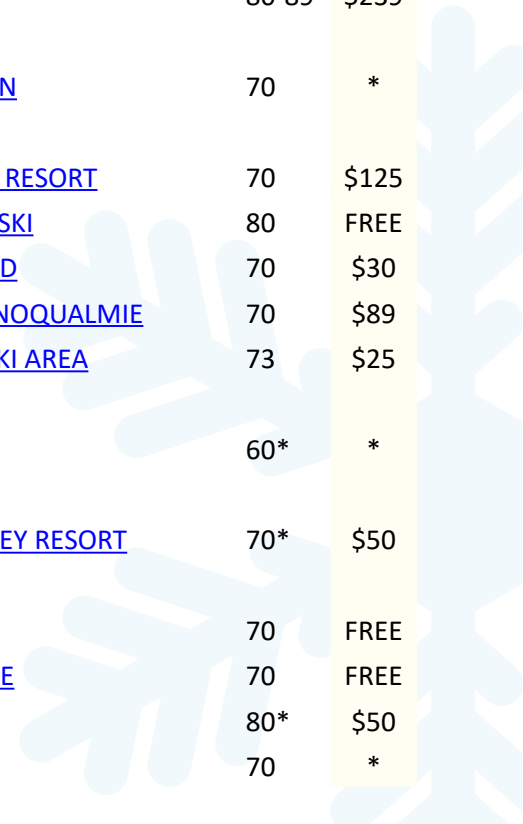 80-89 $259
N 70 *
RESORT 70 $125
SKI 80 FREE
D 70 $30
NOQUALMIE 70 $89
KI AREA 73 $25
60* *
EY RESORT 70* $50
70 FREE
E 70 FREE
80* $50
70 *